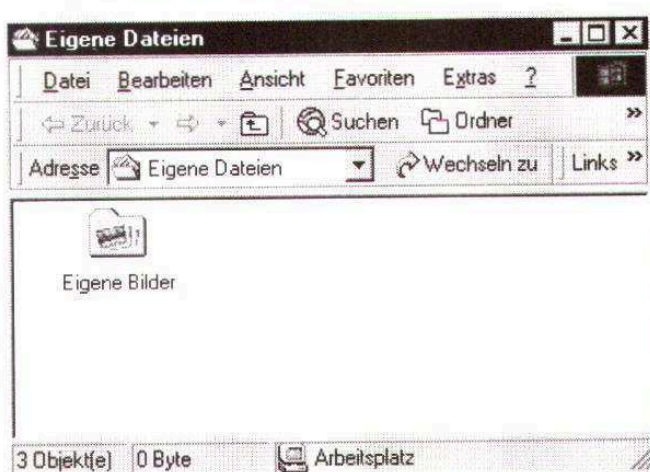 Eigene Dateien
Datei Bearbeiten Ansicht Favoriten Extras ?
Zurück Suchen Ordner »
Adresse Eigene Dateien Wechseln zu Links »
Eigene Bilder
3 Objekt(e) 0 Byte Arbeitsplatz